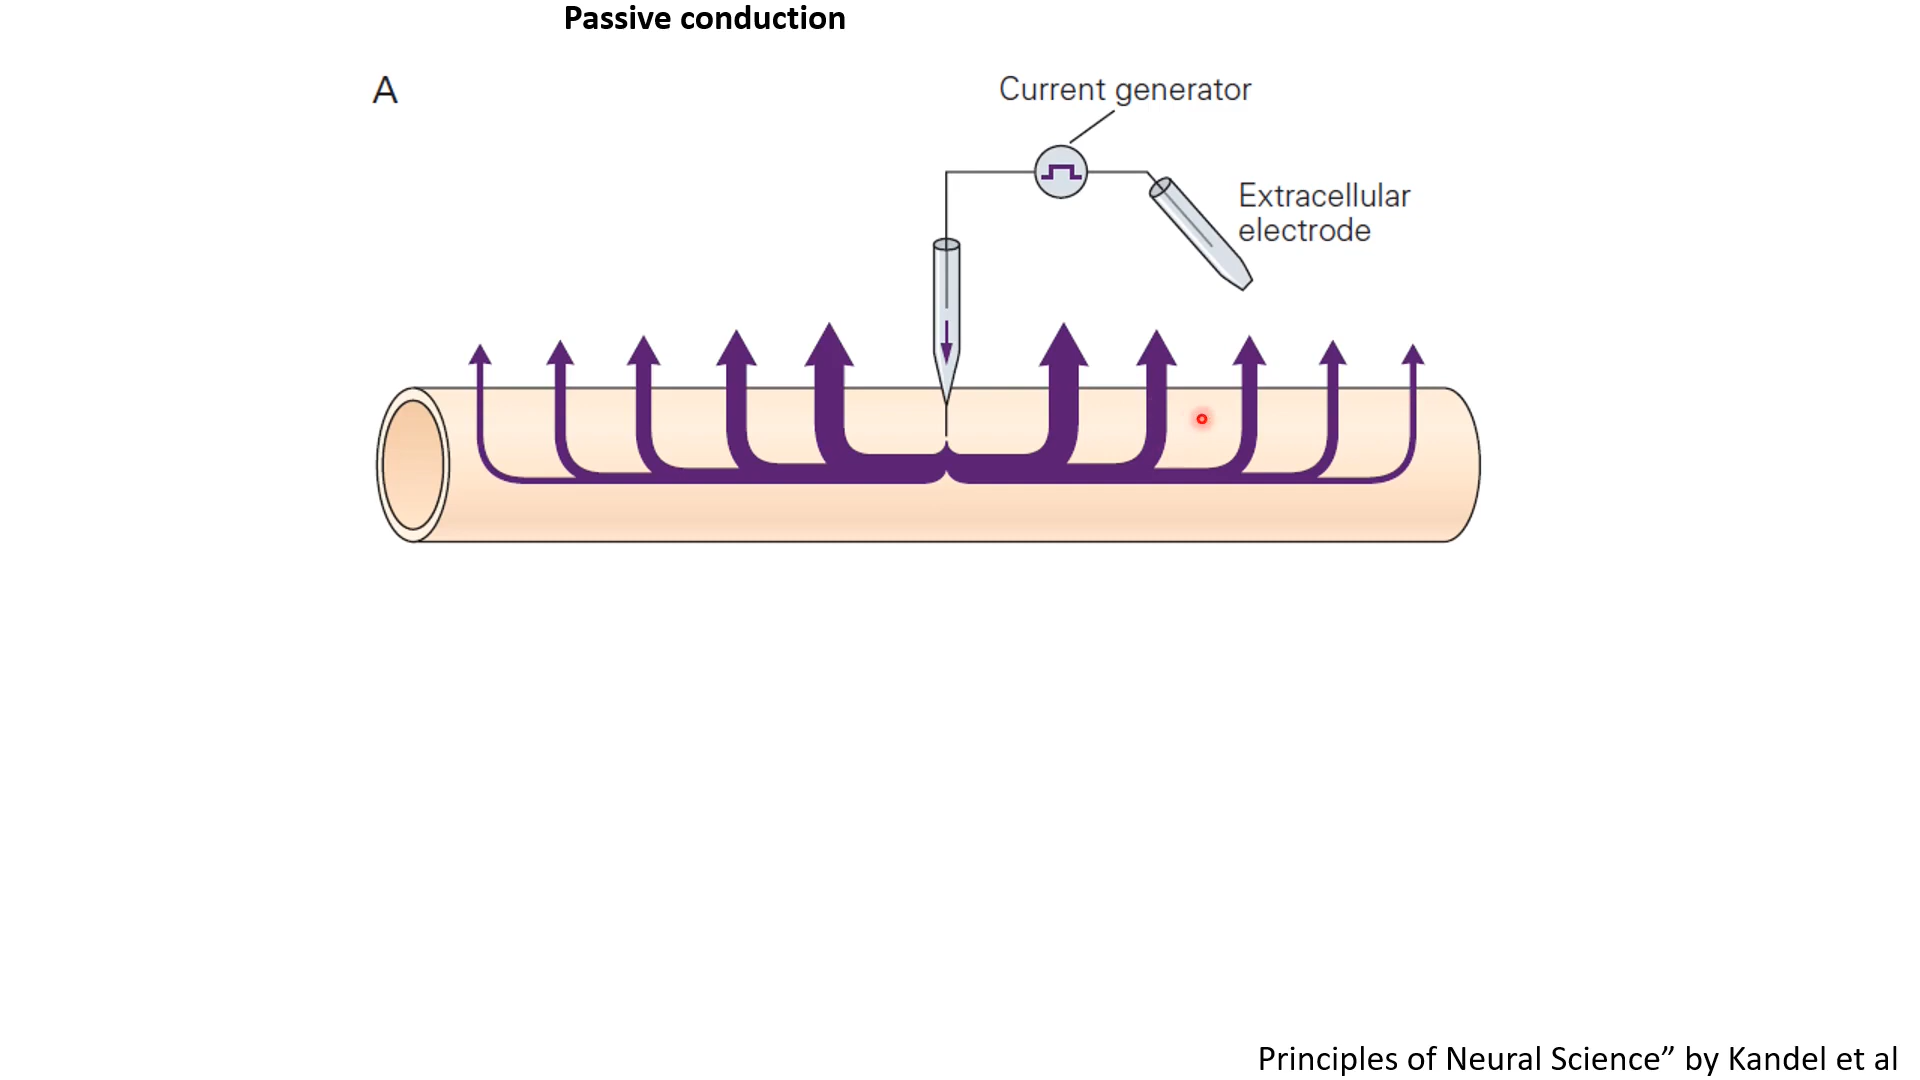 Passive conduction
A
Current generator
Extracellular
electrode
Principles of Neural Science” by Kandel et al